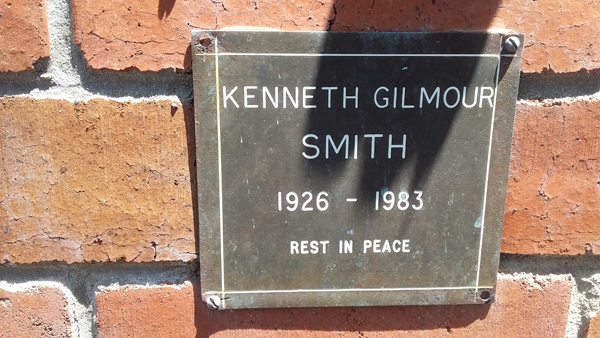 KENNETH GILMOUR
SMITH
1926 - 1983
REST IN PEACE